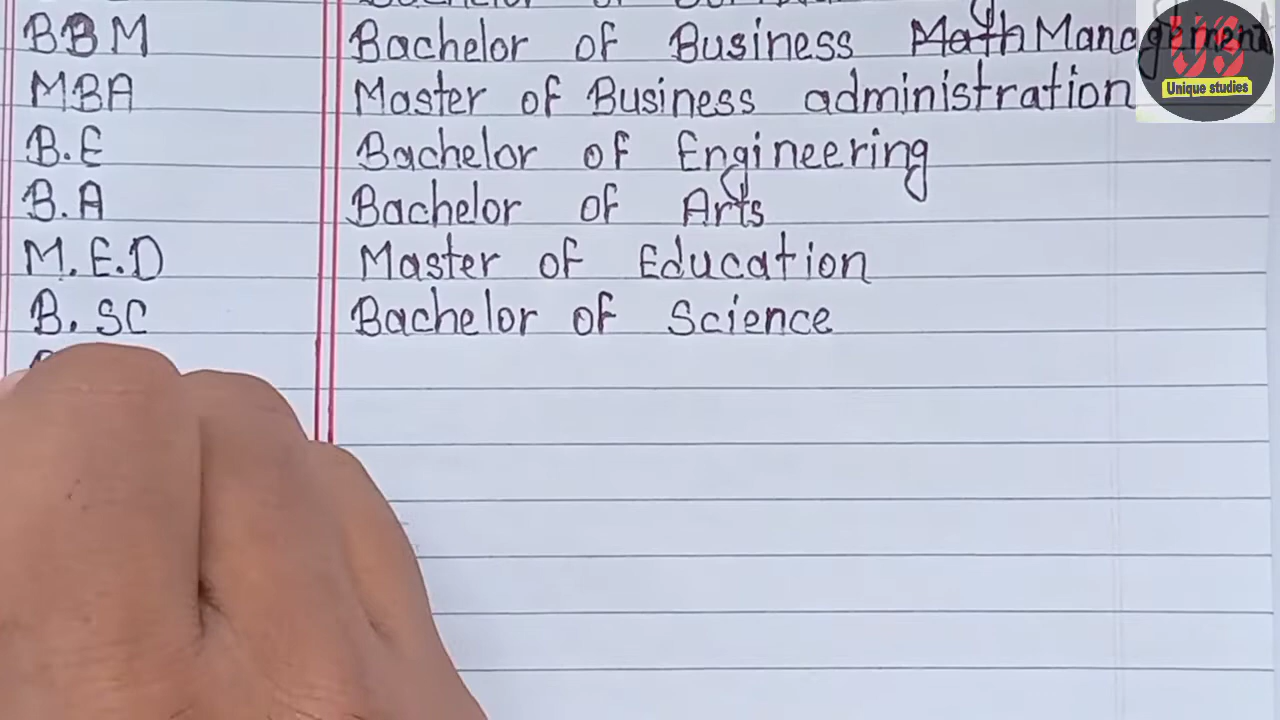 BBM Bachelor of Business Math Management
MBA Master of Business administration
B.E Bachelor of Engineering
B.A Bachelor of Arts
M.E.D Master of Education
B. SC Bachelor of Science
US
Unique studies